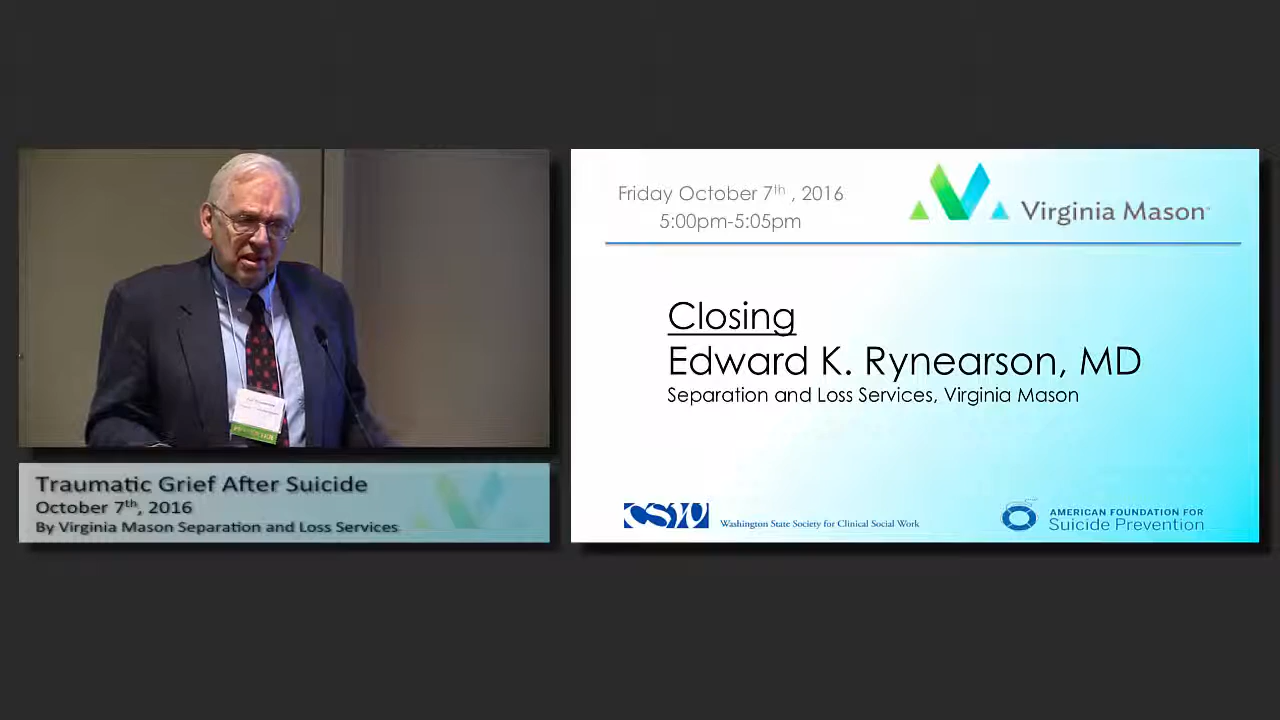 Friday October 7th , 2016
5:00pm-5:05pm
Virginia Mason™
Closing
Edward K. Rynearson, MD
Separation and Loss Services, Virginia Mason
Traumatic Grief After Suicide
October 7th, 2016
By Virginia Mason Separation and Loss Services
Washington State Society for Clinical Social Work
AMERICAN FOUNDATION FOR
Suicide Prevention